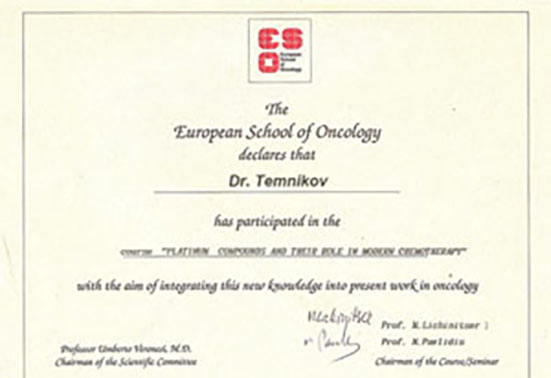 ESO
European
School
of
Oncology
The
European School of Oncology
declares that
Dr. Temnikov
has participated in the
course "PLATINUM COMPOUNDS AND THEIR ROLE IN MODERN CHEMOTHERAPY"
with the aim of integrating this new knowledge into present work in oncology
Prof. M. Lichinitser
Prof. N. Pavlidis
Professor Umberto Veronesi, M.D.
Chairman of the Scientific Committee
Chairman of the Course/Seminar